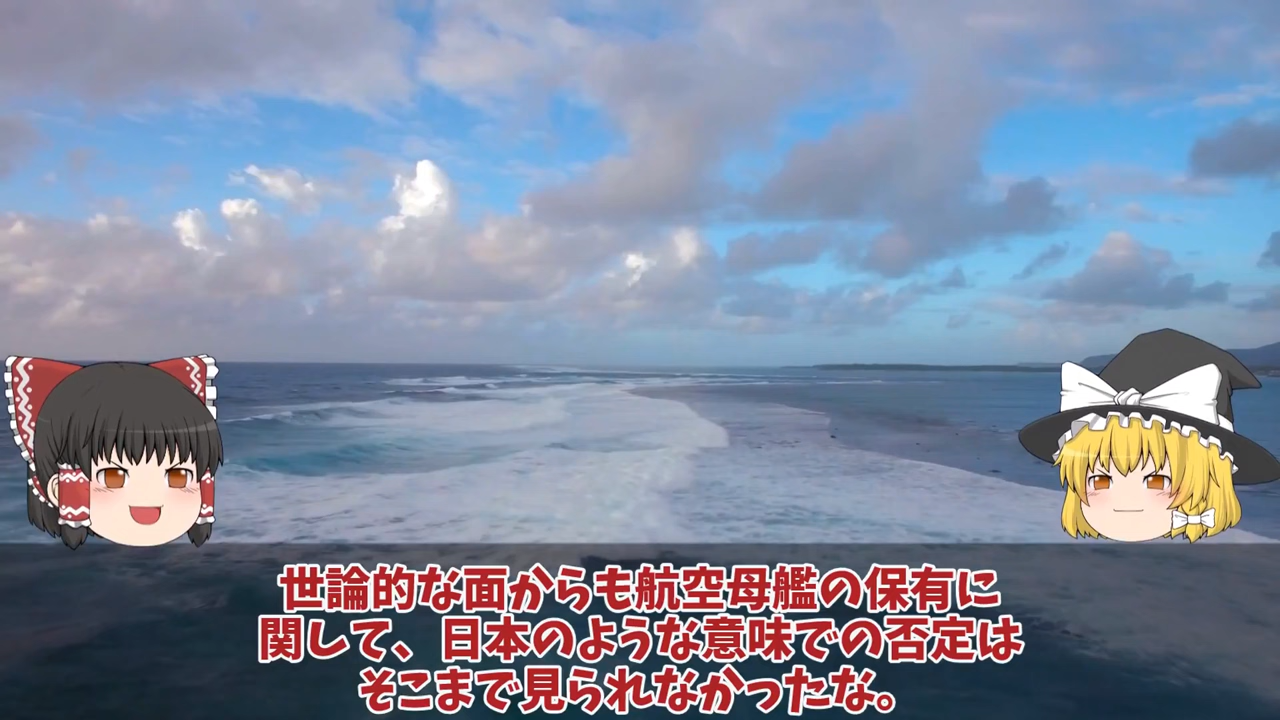 世論的な面からも航空母艦の保有に
関して、日本のような意味での否定は
そこまで見られなかったな。